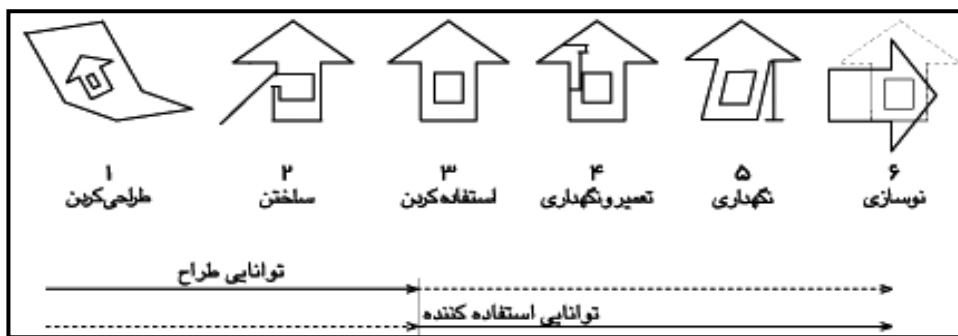 ۱ ۲ ۳ ۴ ۵ ۶
طراحی‌کردن ساختن استفاده‌کردن تعمیر‌و‌نگهداری نگهداری نوسازی
توانایی طراح
توانایی استفاده کننده